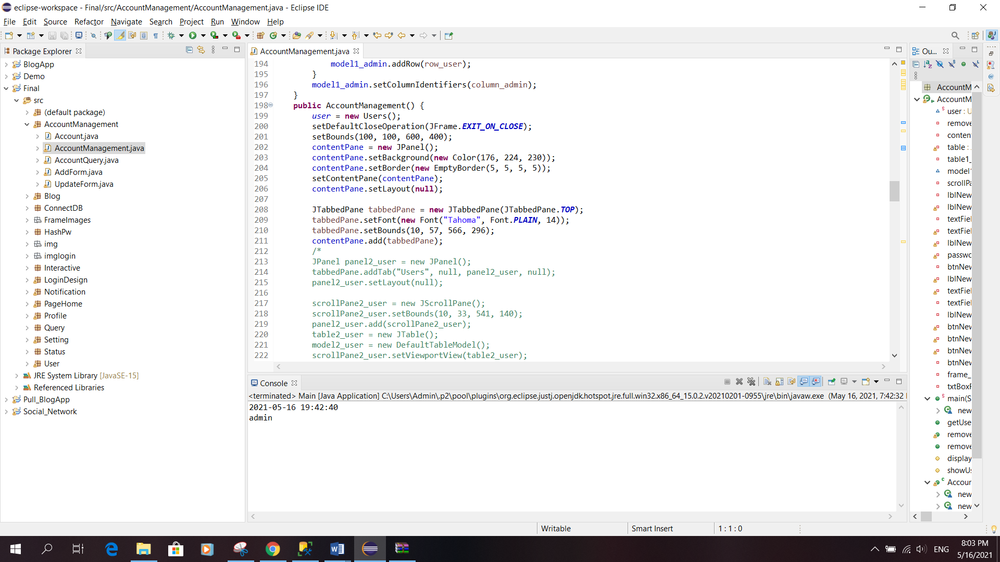 eclipse-workspace - Final/src/AccountManagement/AccountManagement.java - Eclipse IDE
File Edit Source Refactor Navigate Search Project Run Window Help
Package Explorer
BlogApp
Demo
Final
src
(default package)
AccountManagement
Account.java
AccountManagement.java
AccountQuery.java
AddForm.java
UpdateForm.java
Blog
ConnectDB
FrameImages
HashPw
img
imglogin
Interactive
LoginDesign
Notification
PageHome
Profile
Query
Setting
Status
User
JRE System Library [JavaSE-15]
Referenced Libraries
Pull_BlogApp
Social_Network
AccountManagement.java
194 model1_admin.addRow(row_user);
195 }
196 model1_admin.setColumnIdentifiers(column_admin);
197 }
198 public AccountManagement() {
199 user = new Users();
200 setDefaultCloseOperation(JFrame.EXIT_ON_CLOSE);
201 setBounds(100, 100, 600, 400);
202 contentPane = new JPanel();
203 contentPane.setBackground(new Color(176, 224, 230));
204 contentPane.setBorder(new EmptyBorder(5, 5, 5, 5));
205 setContentPane(contentPane);
206 contentPane.setLayout(null);
207
208 JTabbedPane tabbedPane = new JTabbedPane(JTabbedPane.TOP);
209 tabbedPane.setFont(new Font("Tahoma", Font.PLAIN, 14));
210 tabbedPane.setBounds(10, 57, 566, 296);
211 contentPane.add(tabbedPane);
212 /*
213 JPanel panel2_user = new JPanel();
214 tabbedPane.addTab("Users", null, panel2_user, null);
215 panel2_user.setLayout(null);
216
217 scrollPane2_user = new JScrollPane();
218 scrollPane2_user.setBounds(10, 33, 541, 140);
219 panel2_user.add(scrollPane2_user);
220 table2_user = new JTable();
221 model2_user = new DefaultTableModel();
222 scrollPane2_user.setViewportView(table2_user);
Console
<terminated> Main [Java Application] C:\Users\Admin\.p2\pool\plugins\org.eclipse.justj.openjdk.hotspot.jre.full.win32.x86_64_15.0.2.v20210201-0955\jre\bin\javaw.exe (May 16, 2021, 7:42:32
2021-05-16 19:42:40
admin
Ou...
AccountM
AccountM
user : U
remove
conten
table :
table1_
model
scrollPa
lblNew
lblNew
textFiel
textFiel
lblNew
passwo
btnNew
lblNew
textFiel
textFiel
lblNew
btnNew
btnNew
btnNew
btnNew
frame_
txtBoxF
main(S
new
getUse
remove
remove
display
showUs
Accour
new
new
Writable
Smart Insert
1 : 1 : 0
ENG
8:03 PM
5/16/2021